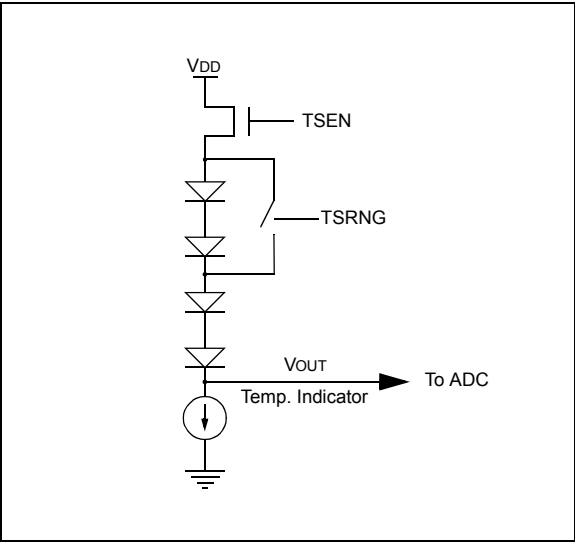 VDD
TSEN
TSRNG
VOUT
To ADC
Temp. Indicator